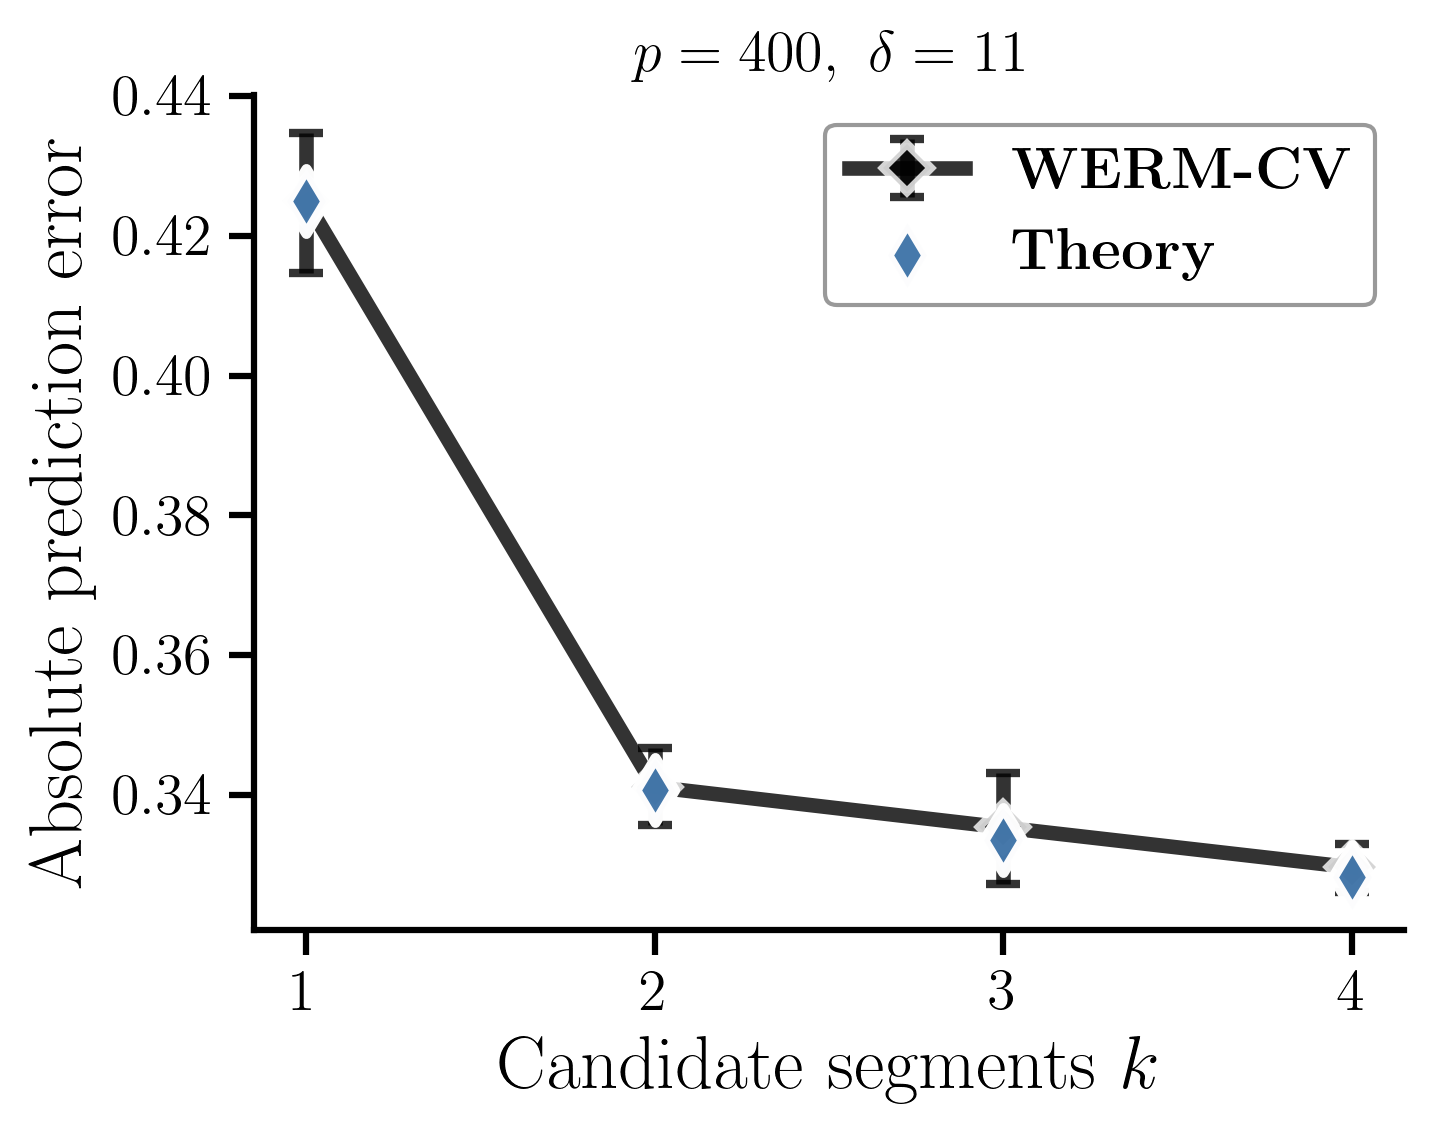 p = 400, δ = 11
0.44
0.42
0.40
0.38
0.36
0.34
Absolute prediction error
WERM-CV
Theory
1 2 3 4
Candidate segments k